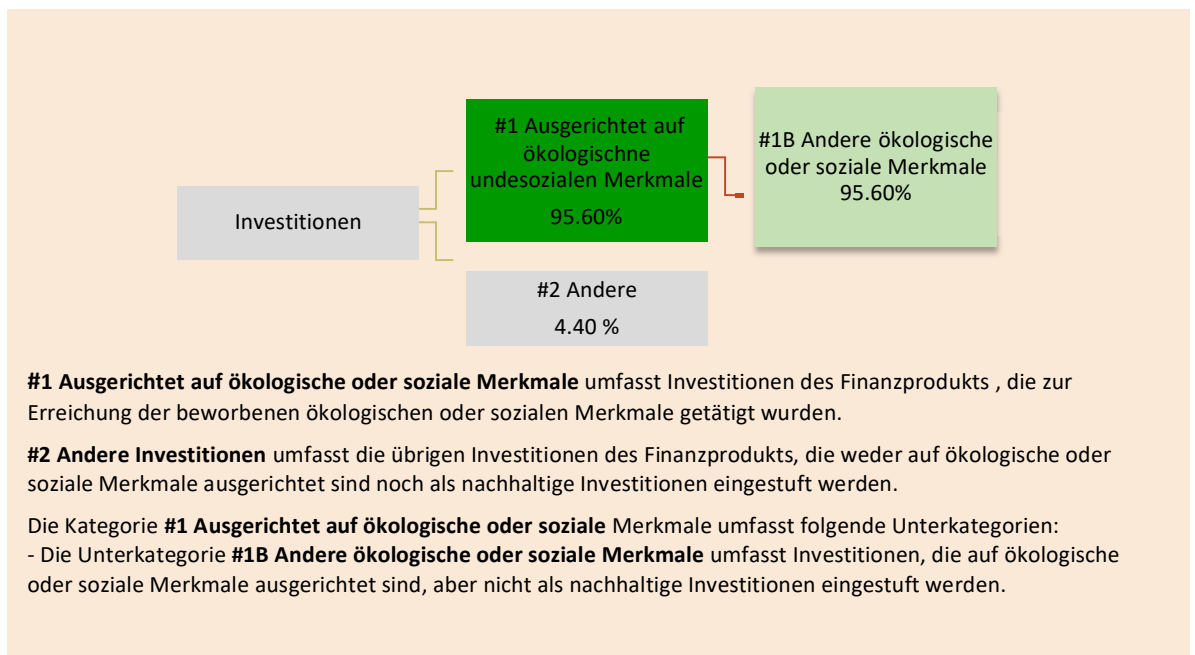 #1 Ausgerichtet auf
ökologischne
undesozialen Merkmale
95.60%
#1B Andere ökologische
oder soziale Merkmale
95.60%
Investitionen
#2 Andere
4.40 %
#1 Ausgerichtet auf ökologische oder soziale Merkmale umfasst Investitionen des Finanzprodukts , die zur
Erreichung der beworbenen ökologischen oder sozialen Merkmale getätigt wurden.
#2 Andere Investitionen umfasst die übrigen Investitionen des Finanzprodukts, die weder auf ökologische oder
soziale Merkmale ausgerichtet sind noch als nachhaltige Investitionen eingestuft werden.
Die Kategorie #1 Ausgerichtet auf ökologische oder soziale Merkmale umfasst folgende Unterkategorien:
- Die Unterkategorie #1B Andere ökologische oder soziale Merkmale umfasst Investitionen, die auf ökologische
oder soziale Merkmale ausgerichtet sind, aber nicht als nachhaltige Investitionen eingestuft werden.